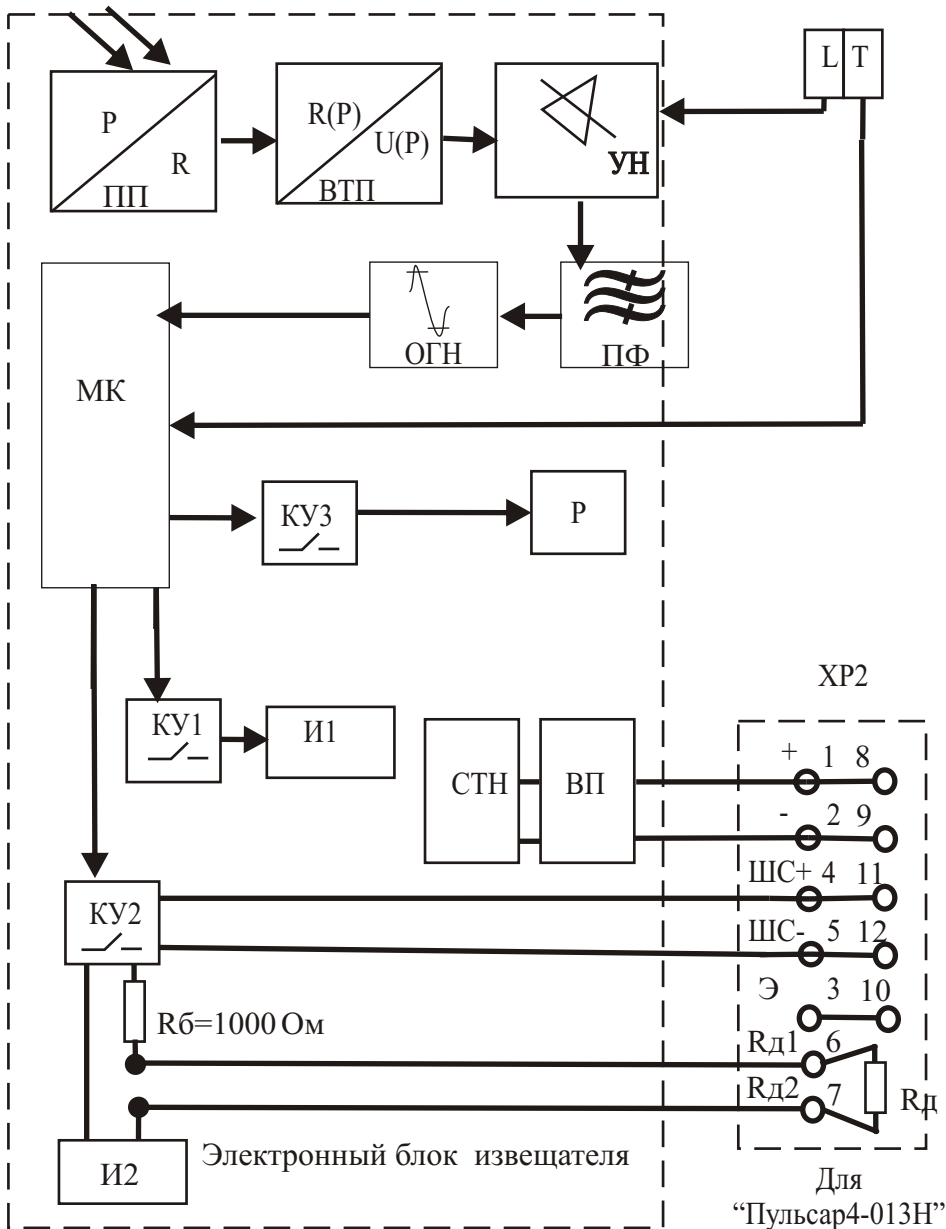 L T
P
R
ПП
R(P)
U(P)
ВТП
УН
МК
ОГН
ПФ
КУ3
Р
ХР2
КУ1
И1
СТН
ВП
+ 1 8
- 2 9
ШС+ 4 11
ШС- 5 12
Э 3 10
КУ2
Rб=1000 Ом
Rд1 6
Rд2 7
Rд
И2
Электронный блок извещателя
Для
“Пульсар4-013Н”